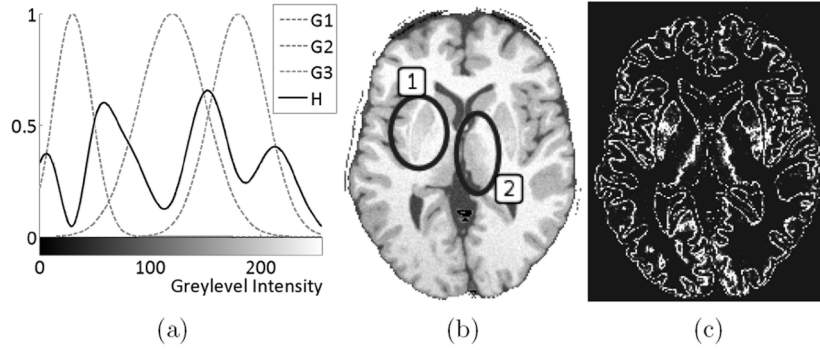 1
0.5
0
G1
G2
G3
H
0 100 200
Greylevel Intensity
1
2
(a) (b) (c)